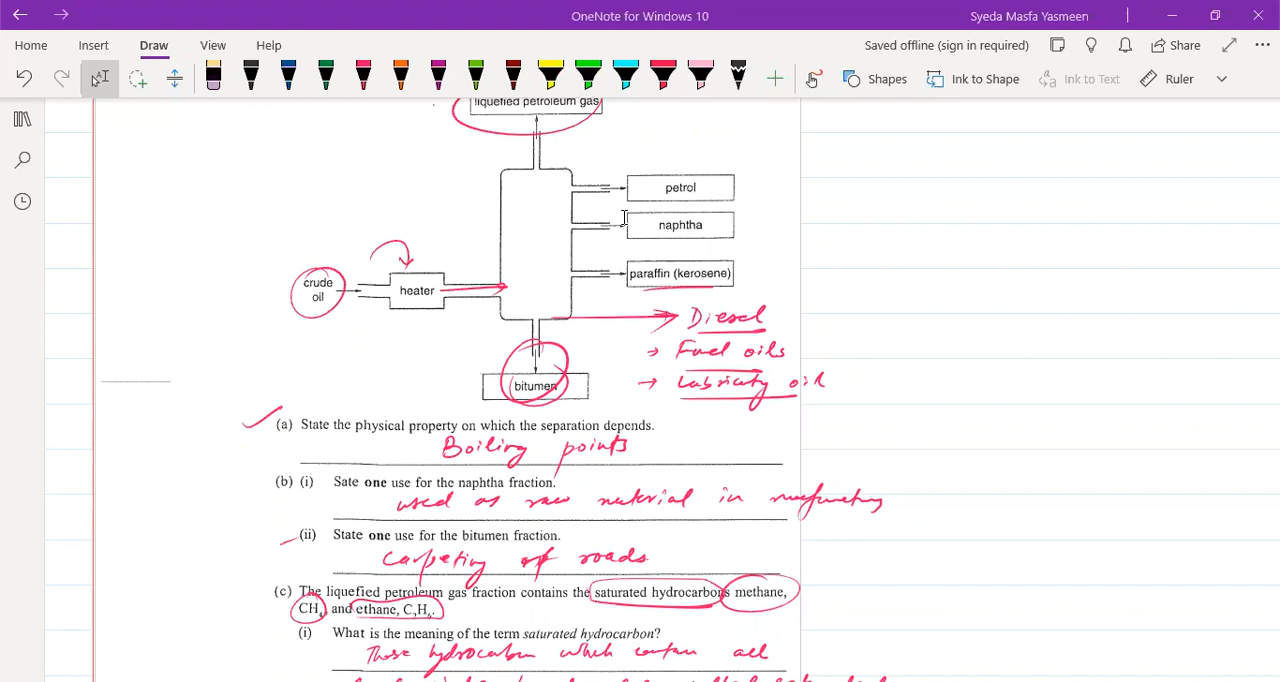 OneNote for Windows 10
Syeda Masfa Yasmeen
Home Insert Draw View Help
Saved offline (sign in required) Share
Shapes Ink to Shape Ink to Text Ruler
liquefied petroleum gas
petrol
naphtha
paraffin (kerosene)
crude
oil
heater
Diesel
Fuel oils
oil
bitumen
(a) State the physical property on which the separation depends.
Boiling points
(b) (i) Sate one use for the naphtha fraction.
used as raw material in
(ii) State one use for the bitumen fraction.
Carpeting of roads
(c) The liquefied petroleum gas fraction contains the saturated hydrocarbons methane,
CH4 and ethane, C2H6.
(i) What is the meaning of the term saturated hydrocarbon?
Those hydrocarbon which contain all